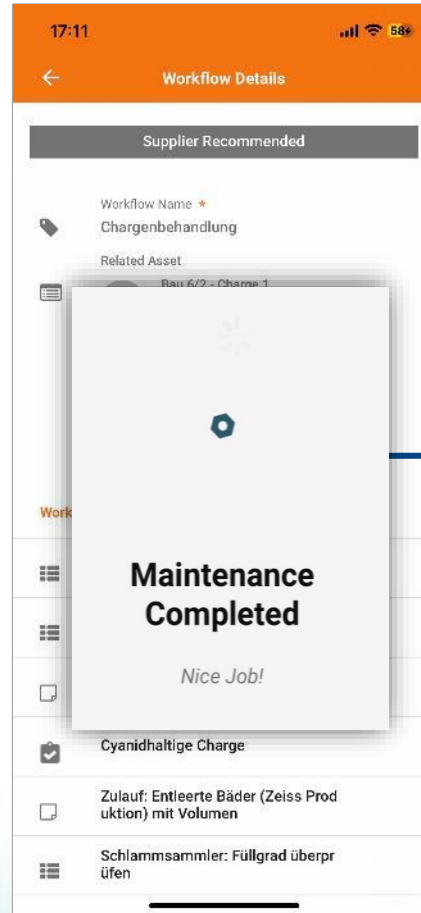 17:11
58
Workflow Details
Supplier Recommended
Workflow Name *
Chargenbehandlung
Related Asset
Bau 6/2 - Charge 1
Work
Maintenance
Completed
Nice Job!
Cyanidhaltige Charge
Zulauf: Entleerte Bäder (Zeiss Prod
uktion) mit Volumen
Schlammsammler: Füllgrad überpr
üfen